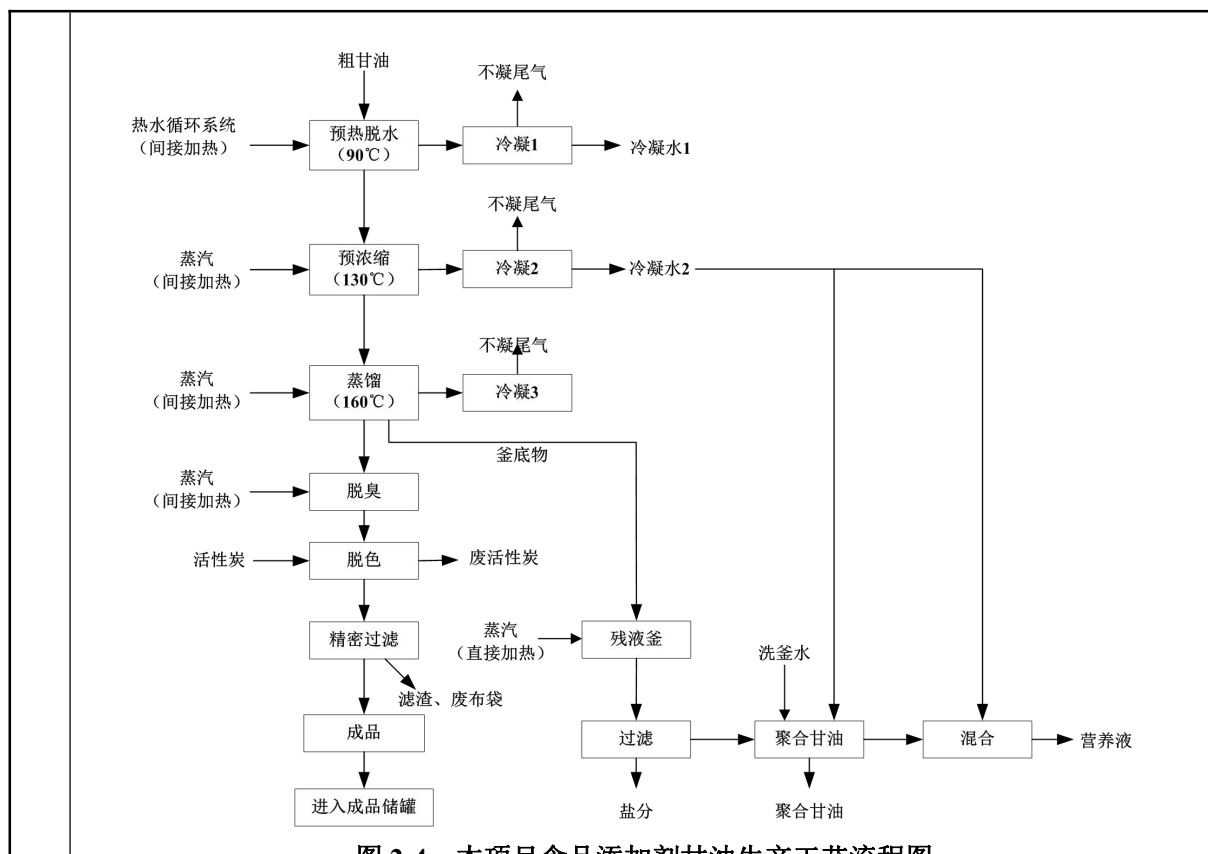 粗甘油
不凝尾气
热水循环系统
（间接加热）
预热脱水
（90℃）
冷凝1
冷凝水1
不凝尾气
蒸汽
（间接加热）
预浓缩
（130℃）
冷凝2
冷凝水2
不凝尾气
蒸汽
（间接加热）
蒸馏
（160℃）
冷凝3
釜底物
蒸汽
（间接加热）
脱臭
活性炭
脱色
废活性炭
精密过滤
蒸汽
（直接加热）
残液釜
洗釜水
滤渣、废布袋
成品
过滤
聚合甘油
混合
营养液
进入成品储罐
盐分
聚合甘油